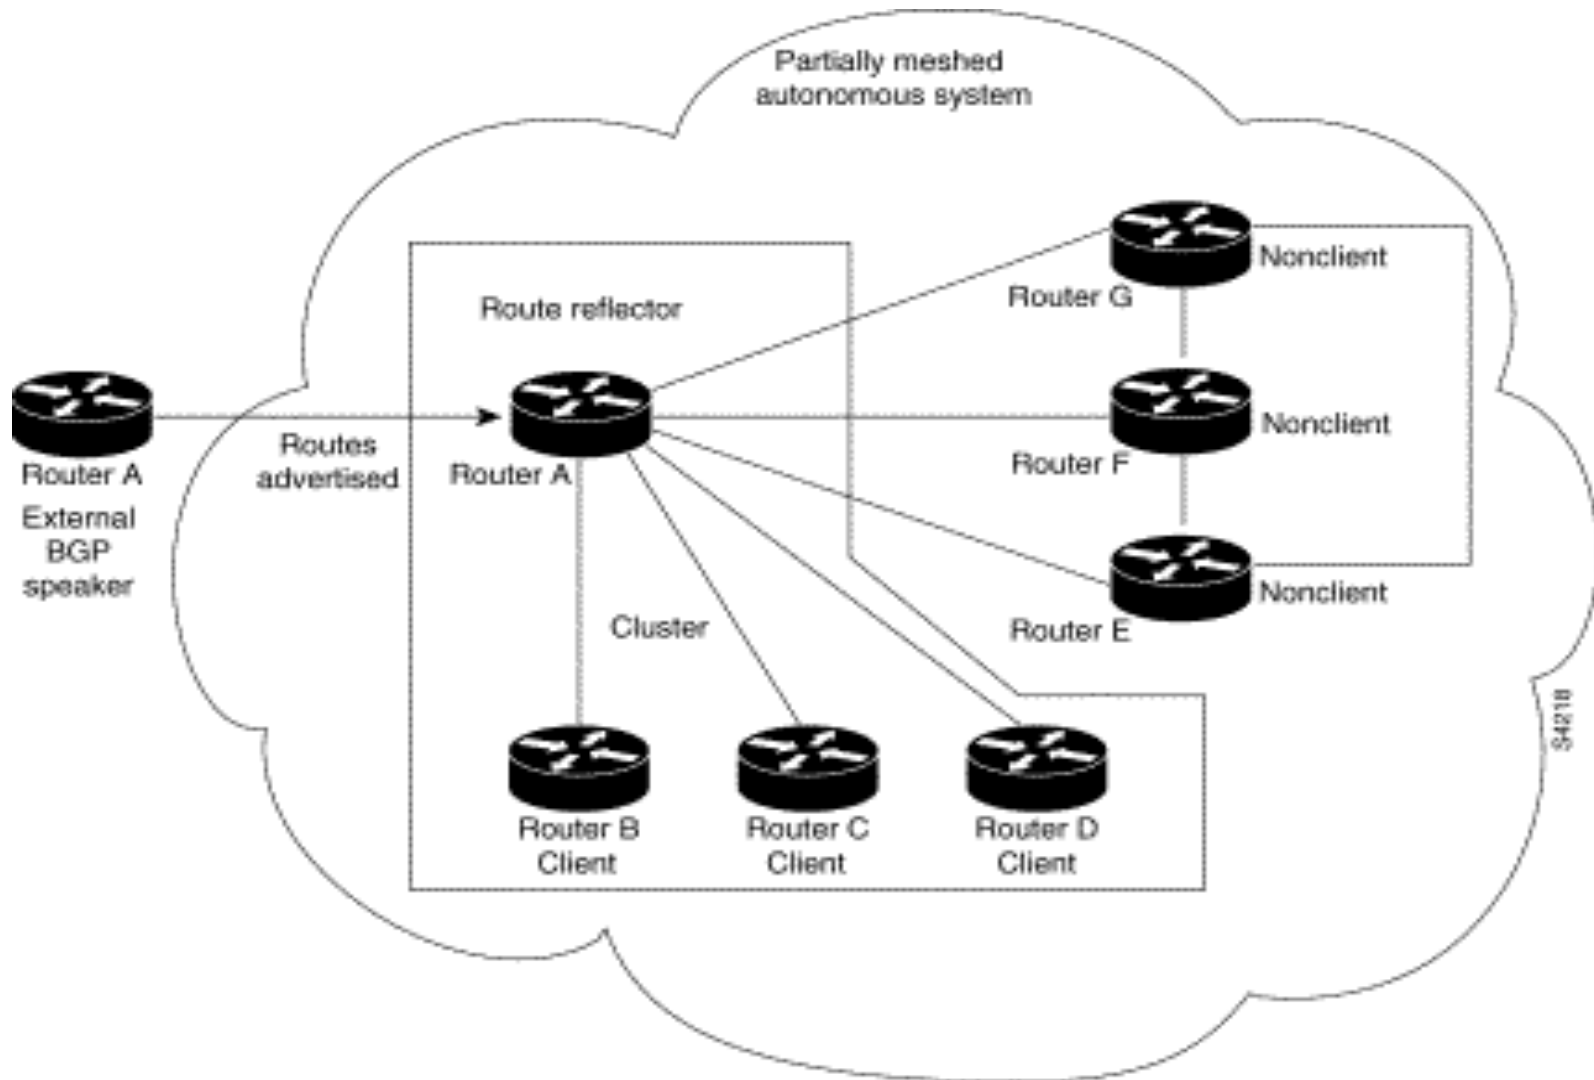 Partially meshed
autonomous system
Route reflector
Nonclient
Router G
Nonclient
Router F
Nonclient
Router E
Routes
advertised
Router A
External
BGP
speaker
Router A
Cluster
Router B
Client
Router C
Client
Router D
Client
S4218